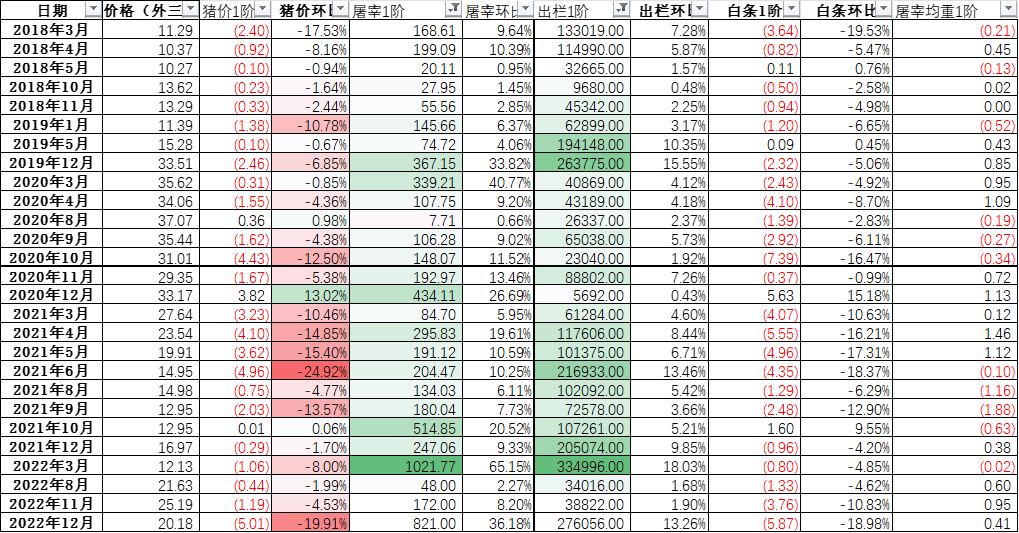 日期 价格（外三 猪价1阶 猪价环比 屠宰1阶 屠宰环比 出栏1阶 出栏环比 白条1阶 白条环比 屠宰均重1阶
2018年3月 11.29 (2.40) -17.53% 168.61 9.64% 133019.00 7.28% (3.64) -19.53% (0.21)
2018年4月 10.37 (0.92) -8.16% 199.09 10.39% 114990.00 5.87% (0.82) -5.47% 0.45
2018年5月 10.27 (0.10) -0.94% 20.11 0.95% 32665.00 1.57% 0.11 0.76% (0.13)
2018年10月 13.62 (0.23) -1.64% 27.95 1.45% 9680.00 0.48% (0.50) -2.58% 0.02
2018年11月 13.29 (0.33) -2.44% 55.56 2.85% 45342.00 2.25% (0.94) -4.98% 0.00
2019年1月 11.39 (1.38) -10.78% 145.66 6.37% 62899.00 3.17% (1.20) -6.65% (0.52)
2019年5月 15.28 (0.10) -0.67% 74.72 4.06% 194148.00 10.35% 0.09 0.45% 0.43
2019年12月 33.51 (2.46) -6.85% 367.15 33.82% 263775.00 15.55% (2.32) -5.06% 0.85
2020年3月 35.62 (0.31) -0.85% 339.21 40.77% 40869.00 4.12% (2.43) -4.92% 0.95
2020年4月 34.06 (1.55) -4.36% 107.75 9.20% 43189.00 4.18% (4.10) -8.70% 1.09
2020年8月 37.07 0.36 0.98% 7.71 0.66% 26337.00 2.37% (1.39) -2.83% (0.19)
2020年9月 35.44 (1.62) -4.38% 106.28 9.02% 65038.00 5.73% (2.92) -6.11% (0.27)
2020年10月 31.01 (4.43) -12.50% 148.07 11.52% 23040.00 1.92% (7.39) -16.47% (0.34)
2020年11月 29.35 (1.67) -5.38% 192.97 13.46% 88802.00 7.26% (0.37) -0.99% 0.72
2020年12月 33.17 3.82 13.02% 434.11 26.69% 5692.00 0.43% 5.63 15.18% 1.13
2021年3月 27.64 (3.23) -10.46% 84.70 5.95% 61284.00 4.60% (4.07) -10.63% 0.12
2021年4月 23.54 (4.10) -14.85% 295.83 19.61% 117606.00 8.44% (5.55) -16.21% 1.46
2021年5月 19.91 (3.62) -15.40% 191.12 10.59% 101375.00 6.71% (4.96) -17.31% 1.12
2021年6月 14.95 (4.96) -24.92% 204.47 10.25% 216933.00 13.46% (4.35) -18.37% (0.10)
2021年8月 14.98 (0.75) -4.77% 134.03 6.11% 102092.00 5.42% (1.29) -6.29% (1.16)
2021年9月 12.95 (2.03) -13.57% 180.04 7.73% 72578.00 3.66% (2.48) -12.90% (1.88)
2021年10月 12.95 0.01 0.06% 514.85 20.52% 107261.00 5.21% 1.60 9.55% (0.63)
2021年12月 16.97 (0.29) -1.70% 247.06 9.33% 205074.00 9.85% (0.96) -4.20% 0.38
2022年3月 12.13 (1.06) -8.00% 1021.77 65.15% 334996.00 18.03% (0.80) -4.85% (0.02)
2022年8月 21.63 (0.44) -1.99% 48.00 2.27% 34016.00 1.68% (1.33) -4.62% 0.60
2022年11月 25.19 (1.19) -4.53% 172.00 8.20% 38822.00 1.90% (3.76) -10.83% 0.95
2022年12月 20.18 (5.01) -19.91% 821.00 36.18% 276056.00 13.26% (5.87) -18.98% 0.41